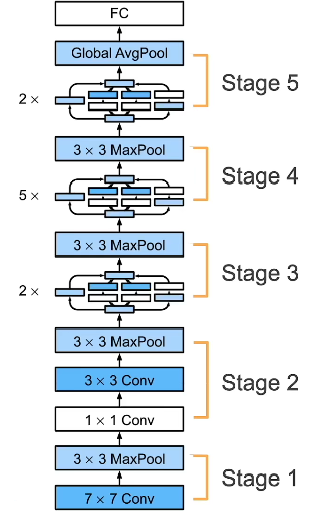 FC
Global AvgPool
2 ×
Stage 5
3 × 3 MaxPool
Stage 4
5 ×
3 × 3 MaxPool
Stage 3
2 ×
3 × 3 MaxPool
3 × 3 Conv
Stage 2
1 × 1 Conv
3 × 3 MaxPool
Stage 1
7 × 7 Conv